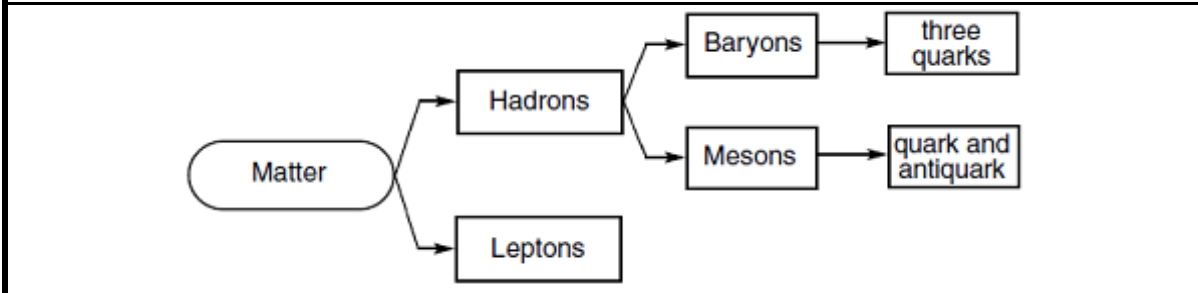 Matter
Hadrons
Leptons
Baryons
Mesons
three
quarks
quark and
antiquark